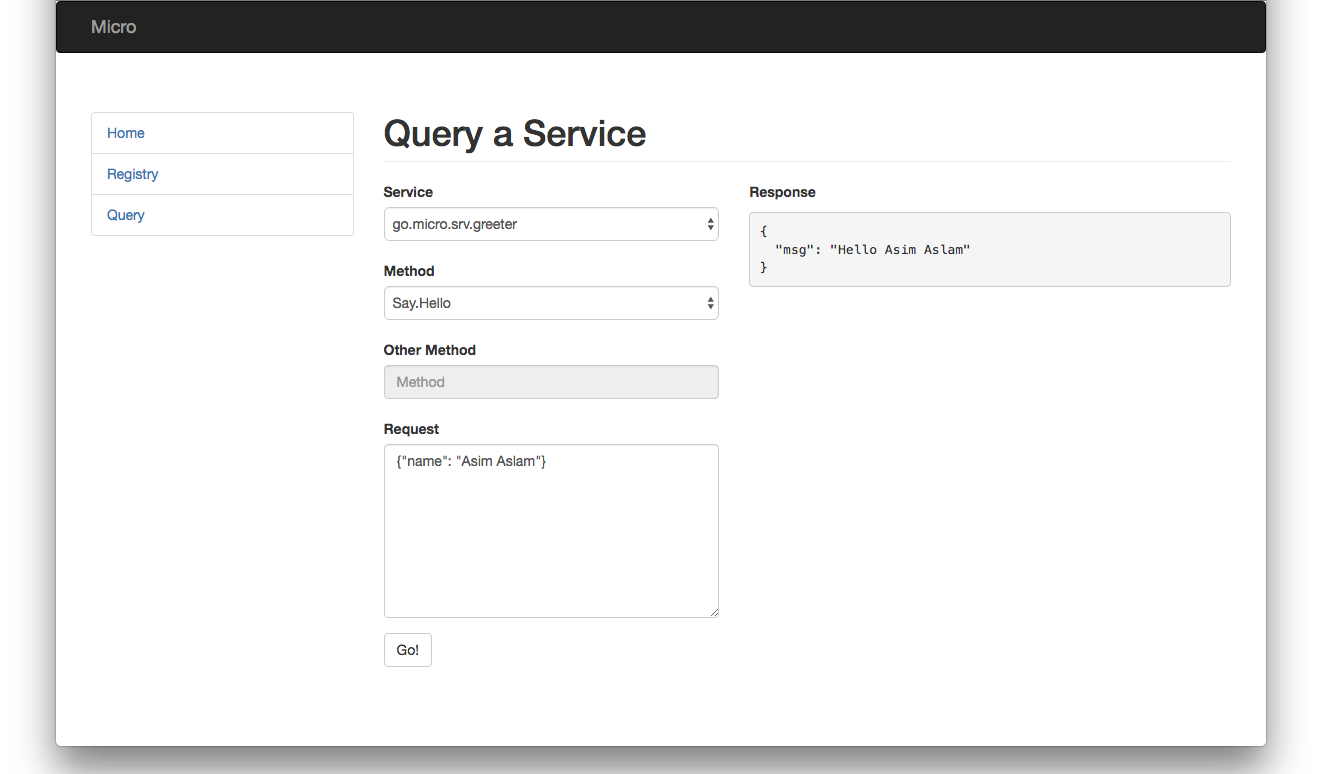 Micro
Home
Registry
Query
Query a Service
Service
go.micro.srv.greeter
Method
Say.Hello
Other Method
Method
Request
{"name": "Asim Aslam"}
Go!
Response
{
  "msg": "Hello Asim Aslam"
}